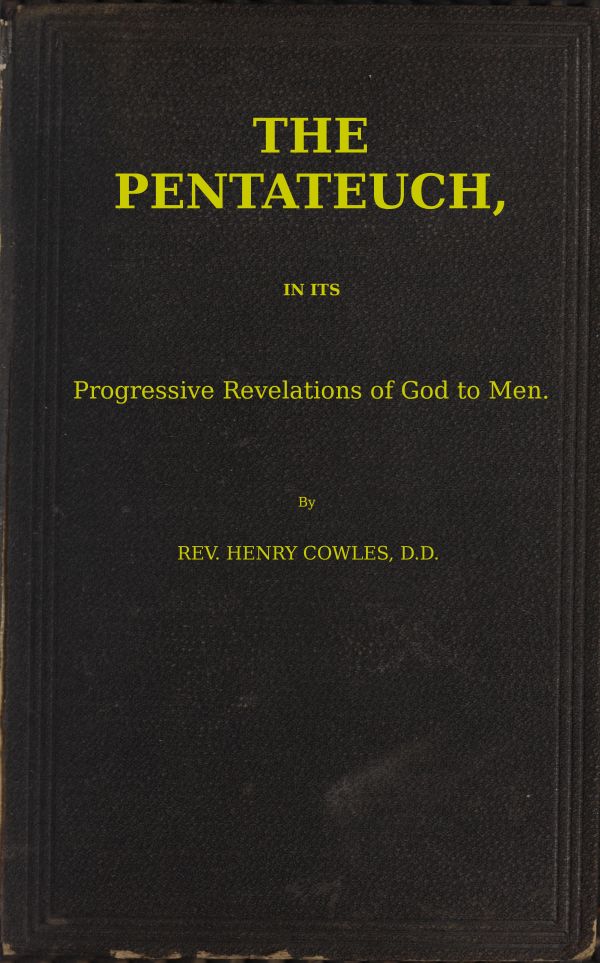 THE
PENTATEUCH,
IN ITS
Progressive Revelations of God to Men.
By
REV. HENRY COWLES, D.D.